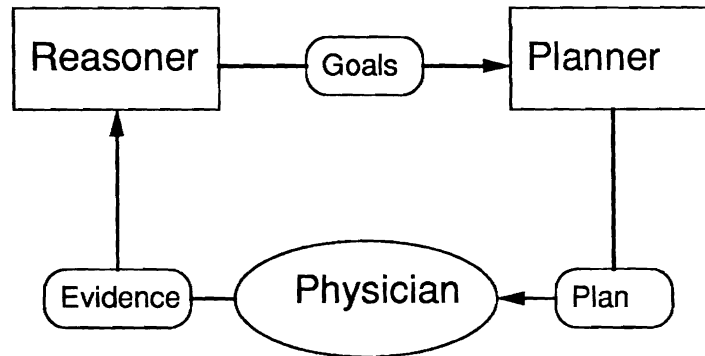 Reasoner
Goals
Planner
Evidence
Physician
Plan